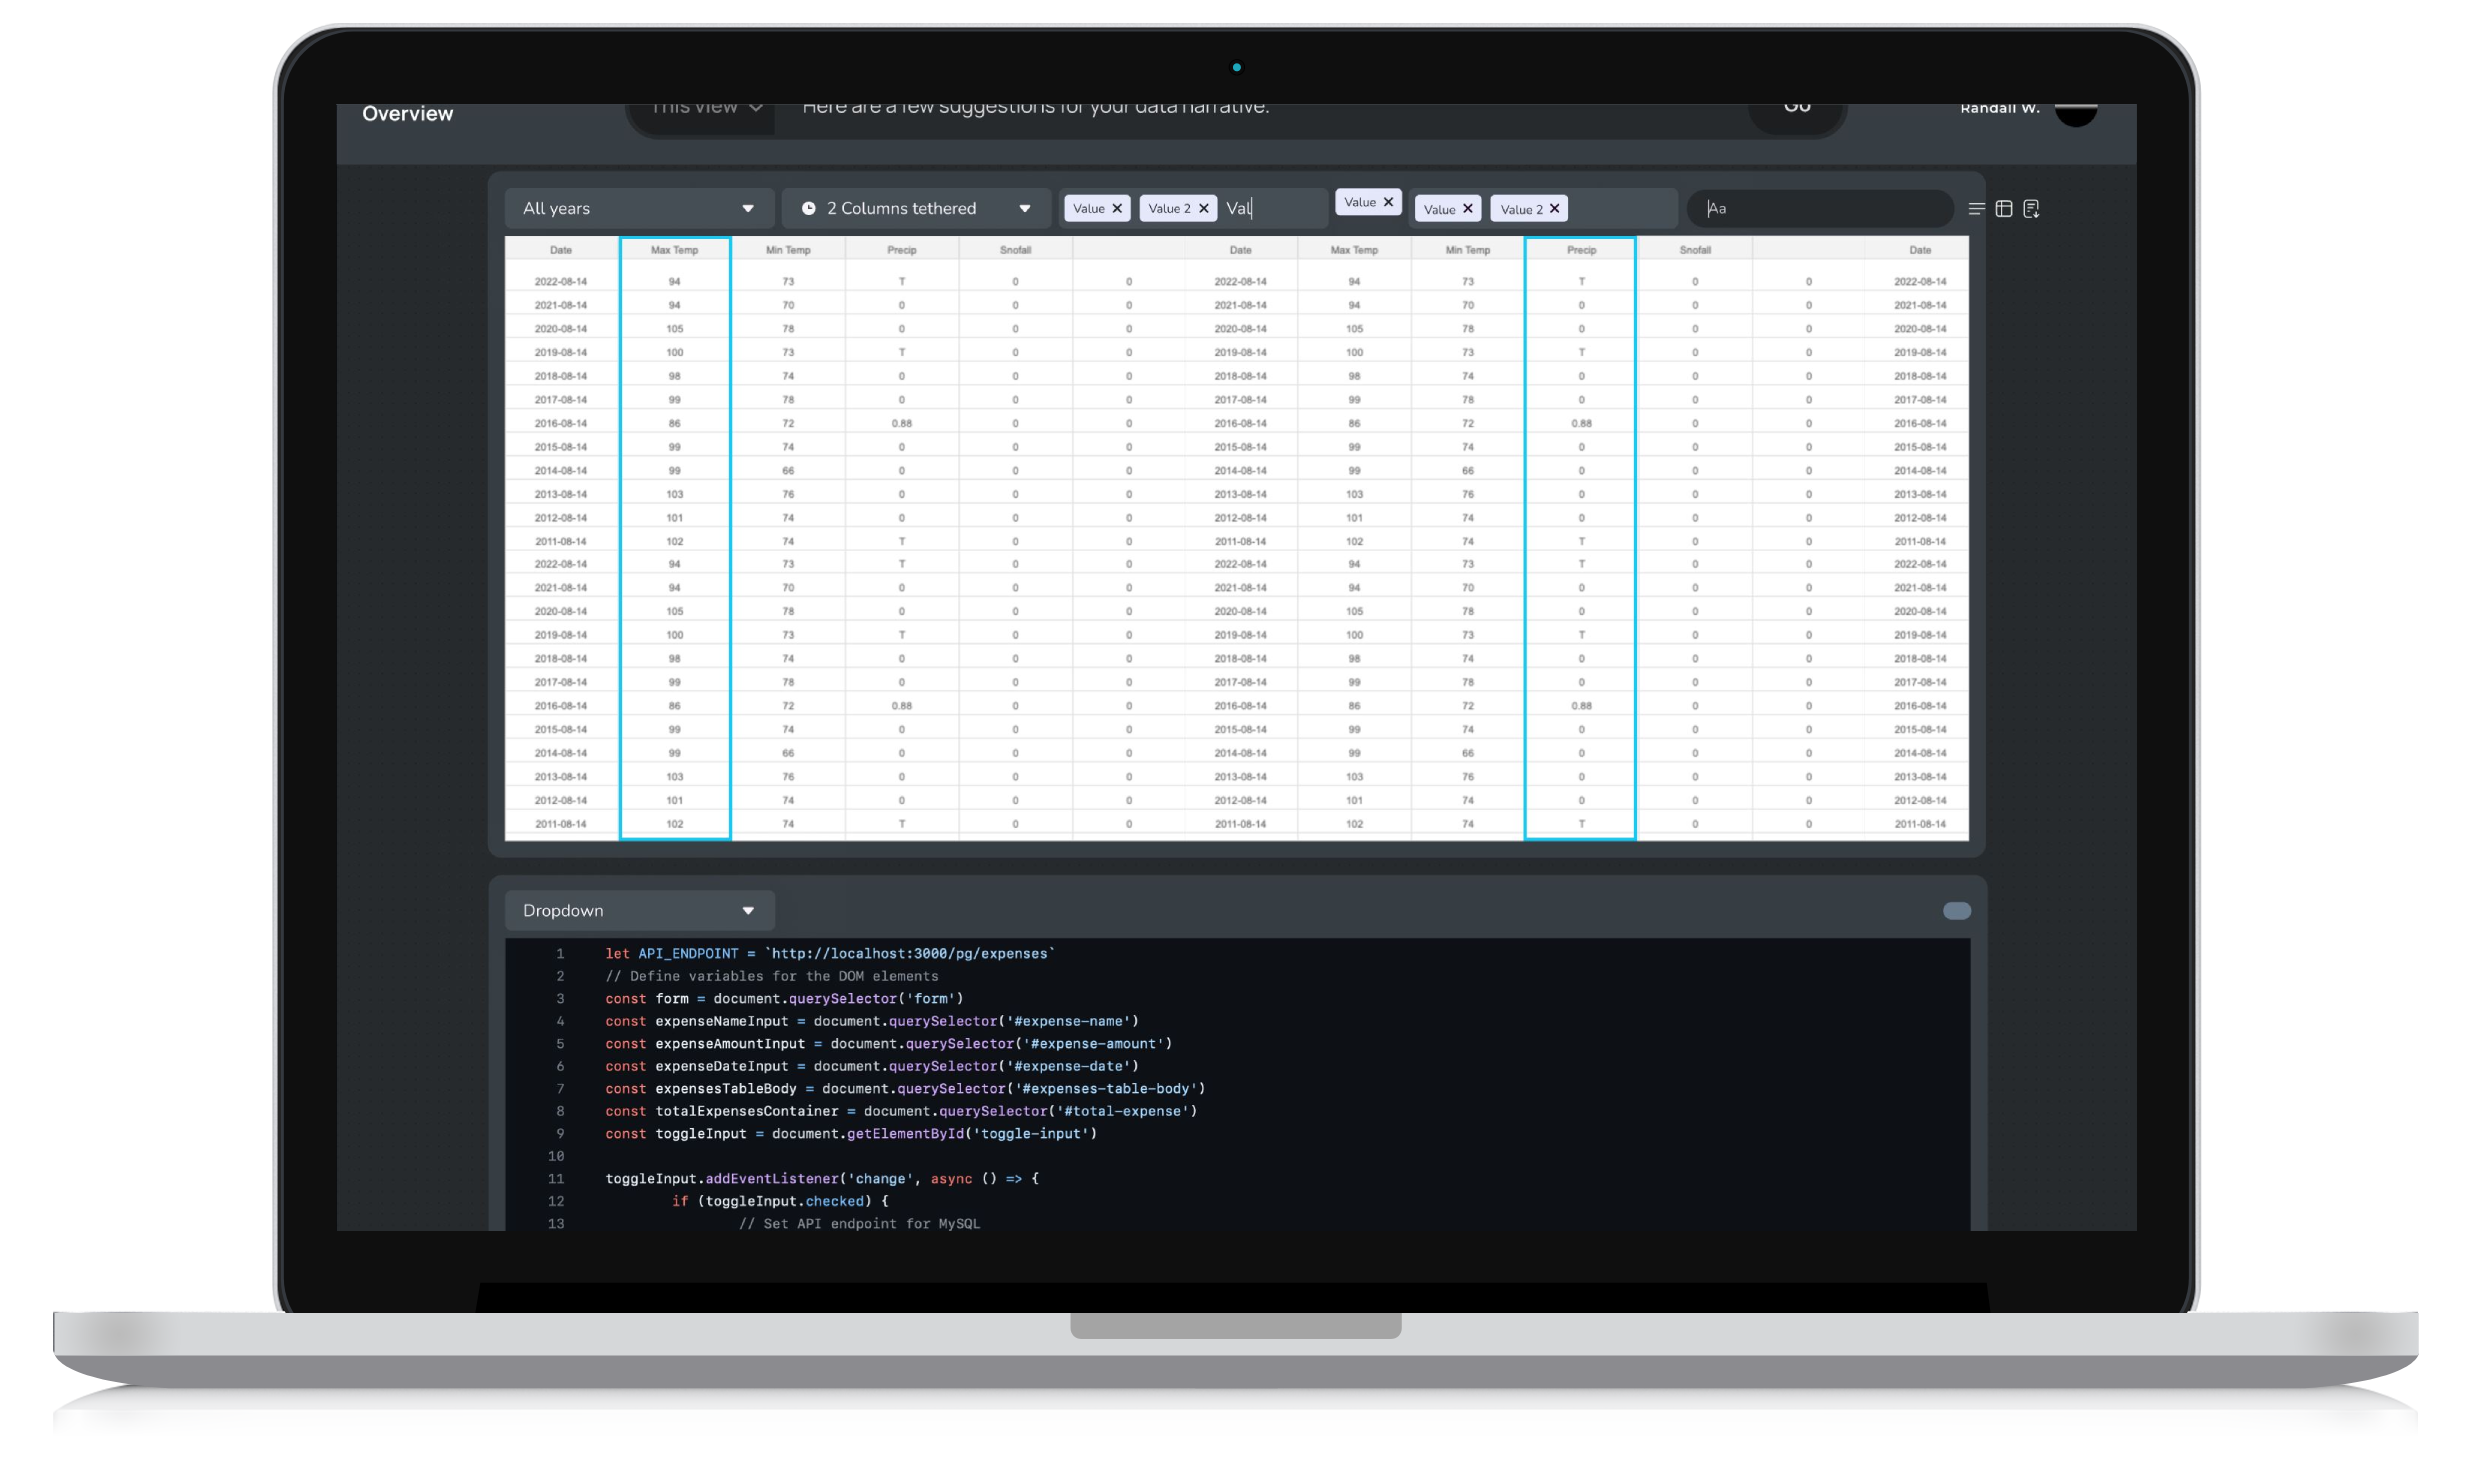 Overview This View Here are a few suggestions for your data narrative. Go Randall W.
All years 2 Columns tethered Value × Value 2 × Val Value × Value × Value 2 × Aa
Date Max Temp Min Temp Precip Snofall Date Max Temp Min Temp Precip Snofall Date
2022-08-14 94 73 T 0 0 2022-08-14 94 73 T 0 0 2022-08-14
2021-08-14 94 70 0 0 0 2021-08-14 94 70 0 0 0 2021-08-14
2020-08-14 105 78 0 0 0 2020-08-14 105 78 0 0 0 2020-08-14
2019-08-14 100 73 T 0 0 2019-08-14 100 73 T 0 0 2019-08-14
2018-08-14 98 74 0 0 0 2018-08-14 98 74 0 0 0 2018-08-14
2017-08-14 99 78 0 0 0 2017-08-14 99 78 0 0 0 2017-08-14
2016-08-14 86 72 0.88 0 0 2016-08-14 86 72 0.88 0 0 2016-08-14
2015-08-14 99 74 0 0 0 2015-08-14 99 74 0 0 0 2015-08-14
2014-08-14 99 66 0 0 0 2014-08-14 99 66 0 0 0 2014-08-14
2013-08-14 103 76 0 0 0 2013-08-14 103 76 0 0 0 2013-08-14
2012-08-14 101 74 0 0 0 2012-08-14 101 74 0 0 0 2012-08-14
2011-08-14 102 74 T 0 0 2011-08-14 102 74 T 0 0 2011-08-14
2022-08-14 94 73 T 0 0 2022-08-14 94 73 T 0 0 2022-08-14
2021-08-14 94 70 0 0 0 2021-08-14 94 70 0 0 0 2021-08-14
2020-08-14 105 78 0 0 0 2020-08-14 105 78 0 0 0 2020-08-14
2019-08-14 100 73 T 0 0 2019-08-14 100 73 T 0 0 2019-08-14
2018-08-14 98 74 0 0 0 2018-08-14 98 74 0 0 0 2018-08-14
2017-08-14 99 78 0 0 0 2017-08-14 99 78 0 0 0 2017-08-14
2016-08-14 86 72 0.88 0 0 2016-08-14 86 72 0.88 0 0 2016-08-14
2015-08-14 99 74 0 0 0 2015-08-14 99 74 0 0 0 2015-08-14
2014-08-14 99 66 0 0 0 2014-08-14 99 66 0 0 0 2014-08-14
2013-08-14 103 76 0 0 0 2013-08-14 103 76 0 0 0 2013-08-14
2012-08-14 101 74 0 0 0 2012-08-14 101 74 0 0 0 2012-08-14
2011-08-14 102 74 T 0 0 2011-08-14 102 74 T 0 0 2011-08-14
Dropdown
1 let API_ENDPOINT = `http://localhost:3000/pg/expenses`
2 // Define variables for the DOM elements
3 const form = document.querySelector('form')
4 const expenseNameInput = document.querySelector('#expense-name')
5 const expenseAmountInput = document.querySelector('#expense-amount')
6 const expenseDateInput = document.querySelector('#expense-date')
7 const expensesTableBody = document.querySelector('#expenses-table-body')
8 const totalExpensesContainer = document.querySelector('#total-expense')
9 const toggleInput = document.getElementById('toggle-input')
10
11 toggleInput.addEventListener('change', async () => {
12 if (toggleInput.checked) {
13 // Set API endpoint for MySQL